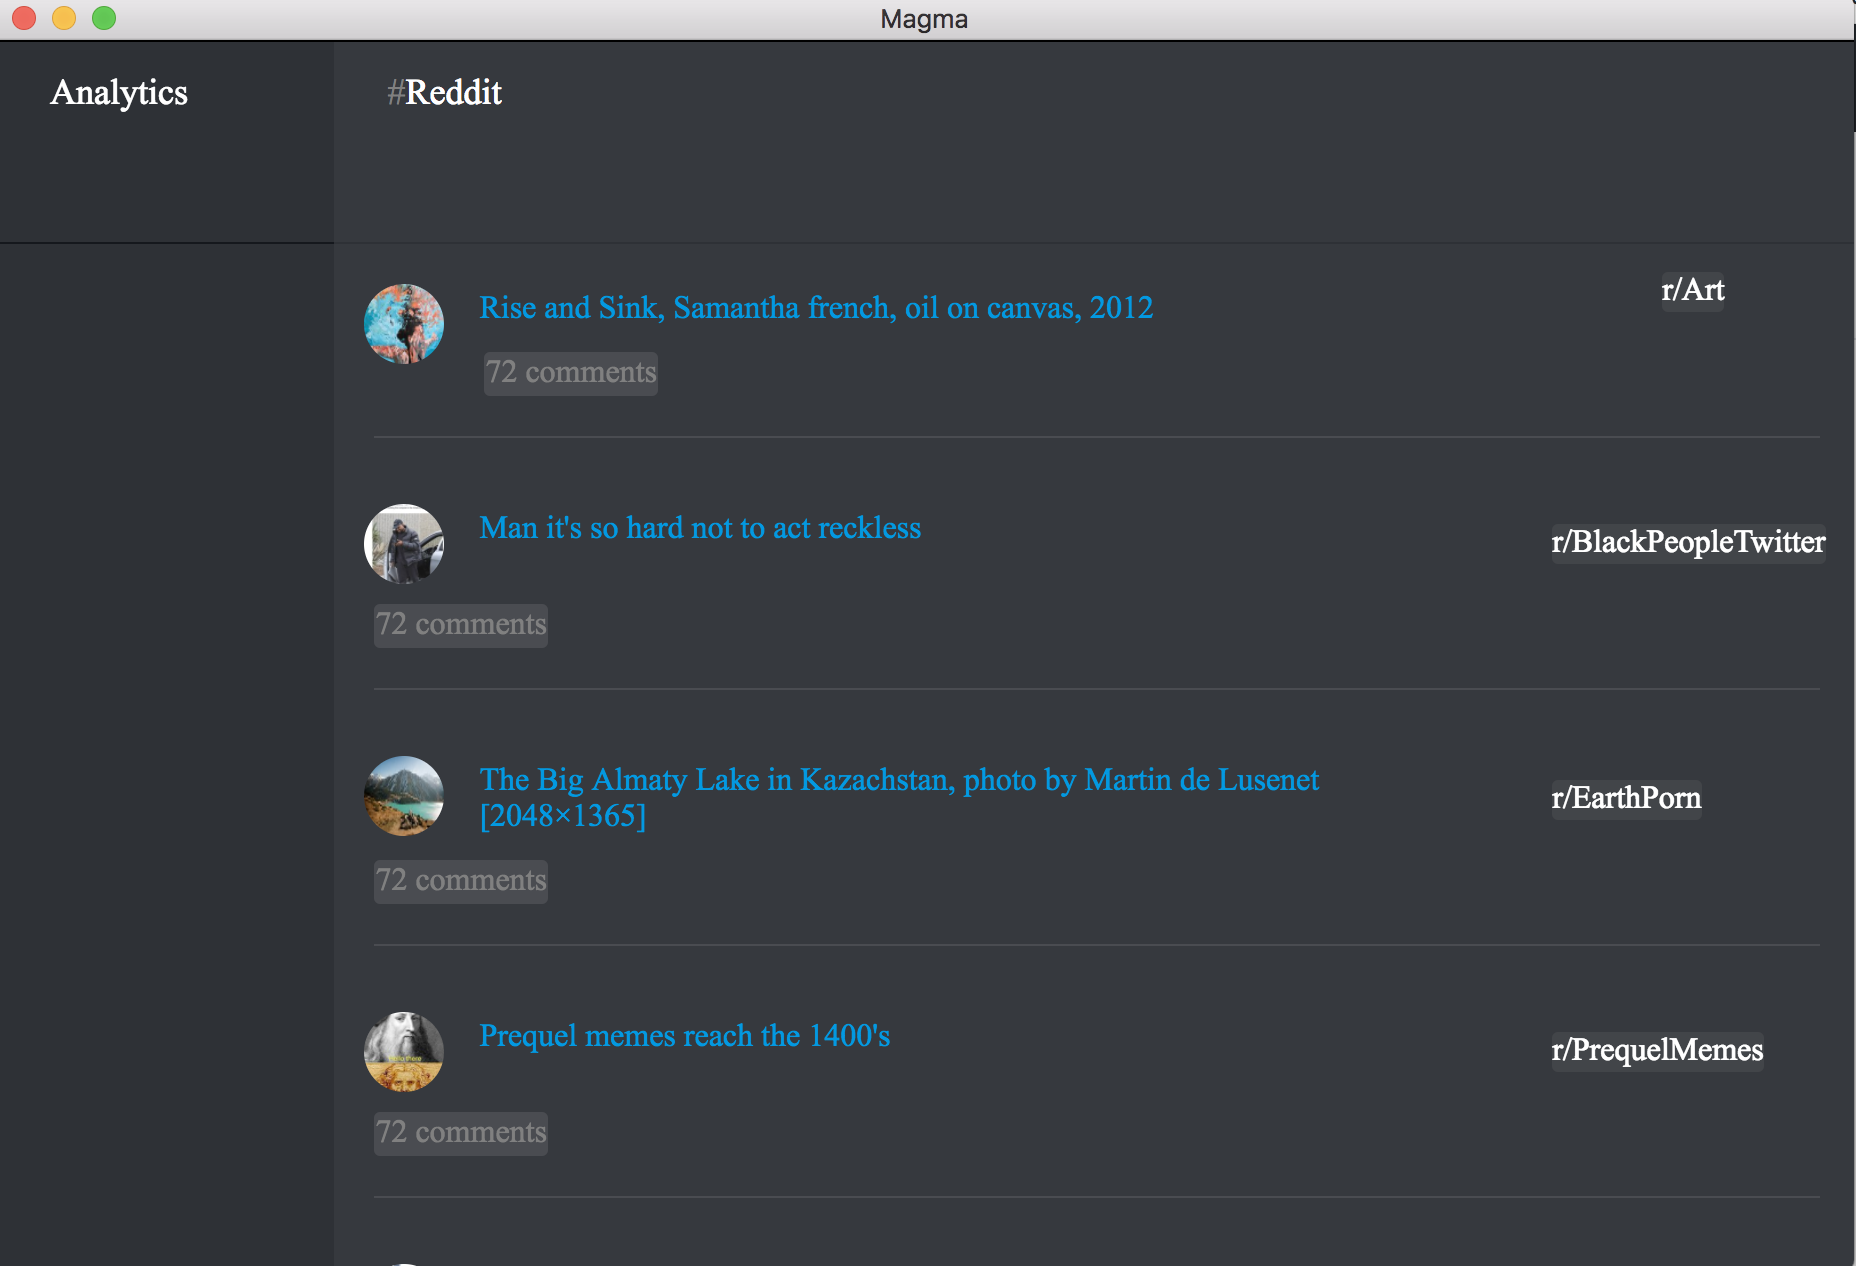 Magma
Analytics
#Reddit
Rise and Sink, Samantha french, oil on canvas, 2012
r/Art
72 comments
Man it's so hard not to act reckless
r/BlackPeopleTwitter
72 comments
The Big Almaty Lake in Kazachstan, photo by Martin de Lusenet
[2048×1365]
r/EarthPorn
72 comments
Prequel memes reach the 1400's
r/PrequelMemes
72 comments